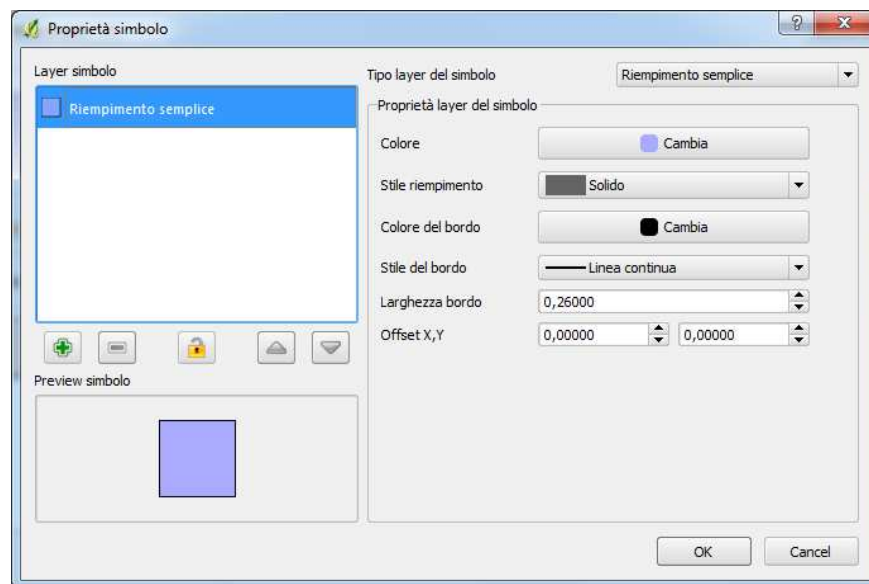 Proprietà simbolo
Layer simbolo
Riempimento semplice
Preview simbolo
Tipo layer del simbolo Riempimento semplice
Proprietà layer del simbolo
Colore Cambia
Stile riempimento Solido
Colore del bordo Cambia
Stile del bordo Linea continua
Larghezza bordo 0,26000
Offset X,Y 0,00000 0,00000
OK Cancel